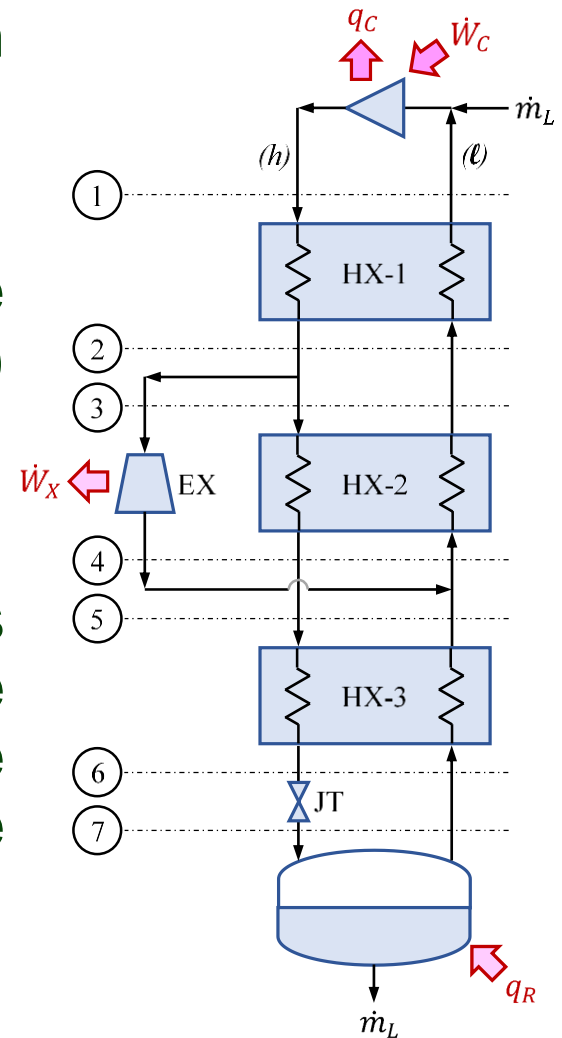 q_C
Ẇ_C
ṁ_L
(h)
(ℓ)
1
HX-1
2
3
Ẇ_X
EX
HX-2
4
5
HX-3
6
JT
7
q_R
ṁ_L